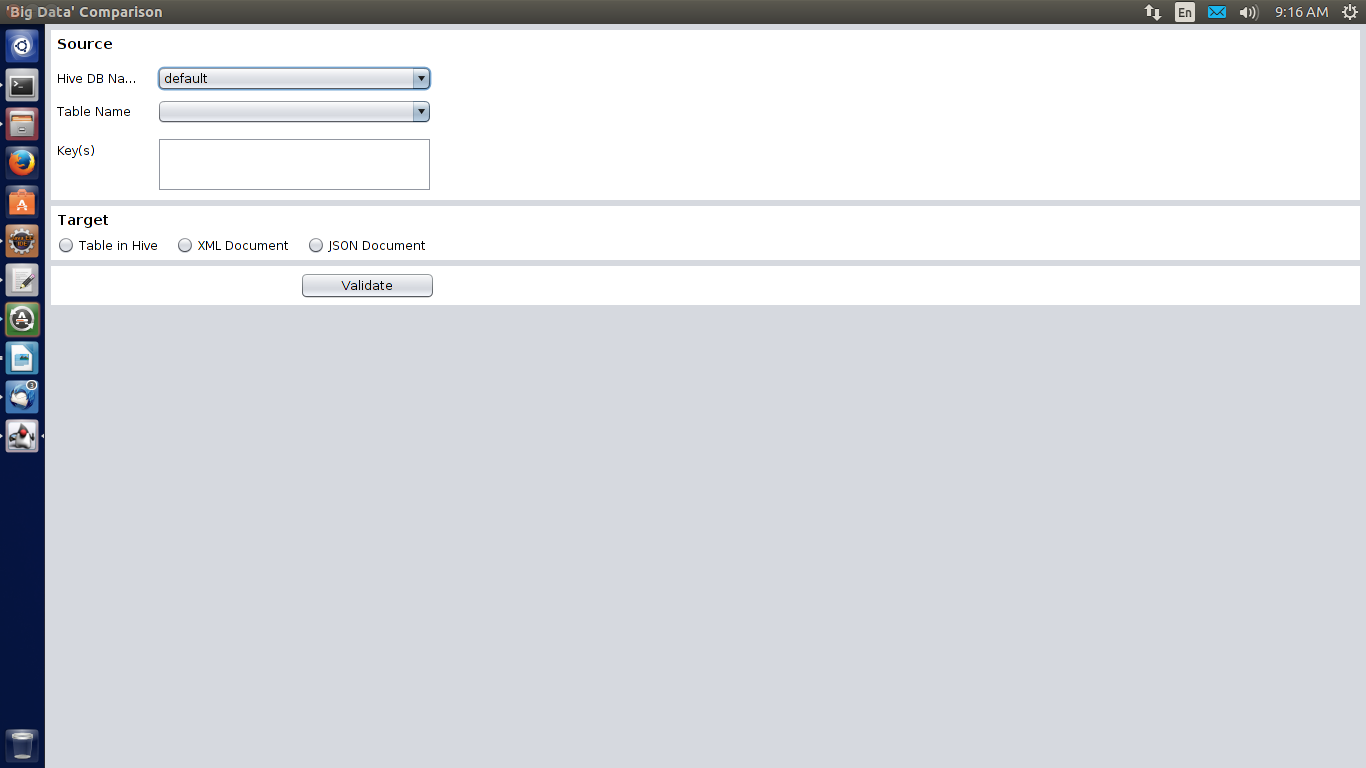 'Big Data' Comparison
En
9:16 AM
Source
Hive DB Na... default
Table Name
Key(s)
Target
Table in Hive XML Document JSON Document
Validate
3